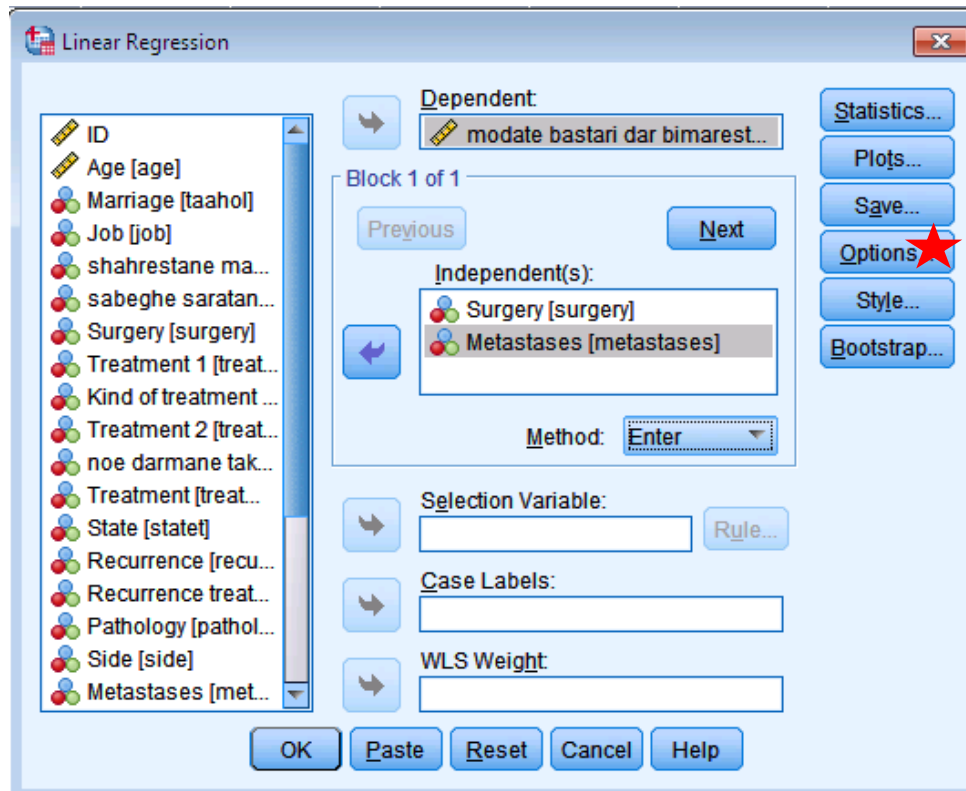 Linear Regression
ID
Age [age]
Marriage [taahol]
Job [job]
shahrestane ma...
sabeghe saratan...
Surgery [surgery]
Treatment 1 [treat...
Kind of treatment ...
Treatment 2 [treat...
noe darmane tak...
Treatment [treat...
State [statet]
Recurrence [recu...
Recurrence treat...
Pathology [pathol...
Side [side]
Metastases [met...
Dependent:
modate bastari dar bimarest...
Block 1 of 1
Previous
Next
Independent(s):
Surgery [surgery]
Metastases [metastases]
Method: Enter
Selection Variable:
Rule...
Case Labels:
WLS Weight:
Statistics...
Plots...
Save...
Options...
Style...
Bootstrap...
OK Paste Reset Cancel Help